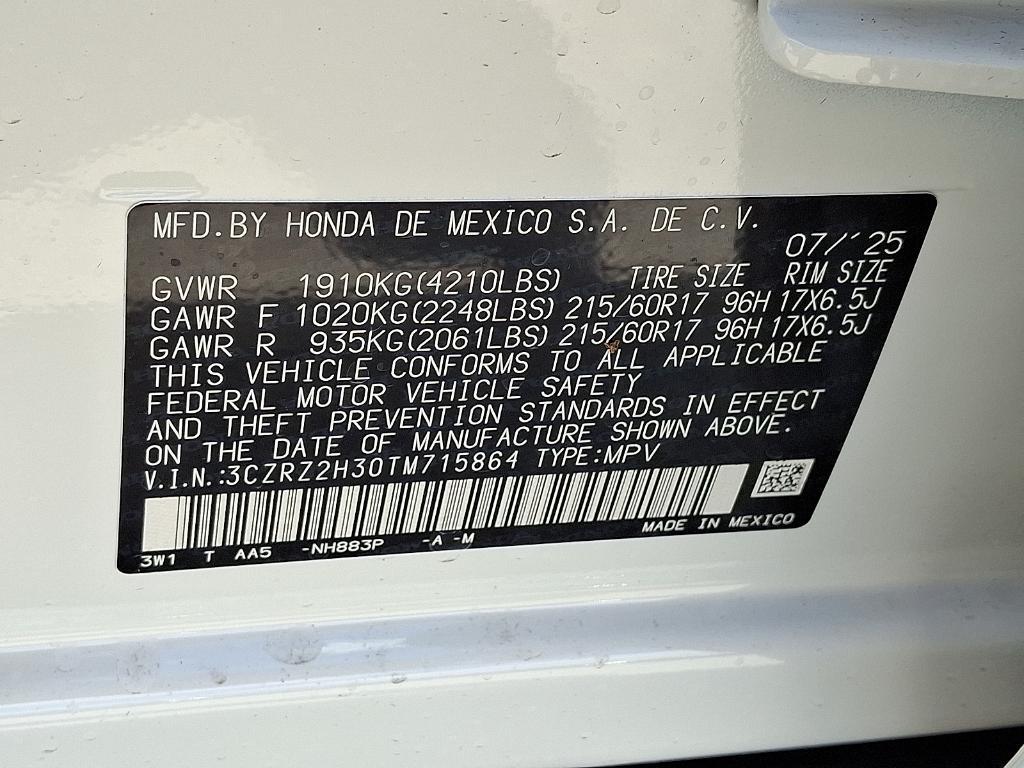 MFD.BY HONDA DE MEXICO S.A. DE C.V.
07/´25
GVWR 1910KG(4210LBS) TIRE SIZE RIM SIZE
GAWR F 1020KG(2248LBS) 215/60R17 96H 17X6.5J
GAWR R 935KG(2061LBS) 215/60R17 96H 17X6.5J
THIS VEHICLE CONFORMS TO ALL APPLICABLE
FEDERAL MOTOR VEHICLE SAFETY
AND THEFT PREVENTION STANDARDS IN EFFECT
ON THE DATE OF MANUFACTURE SHOWN ABOVE.
V.I.N.:3CZRZ2H30TM715864 TYPE:MPV
MADE IN MEXICO
3W1 T AA5 -NH883P -A -M